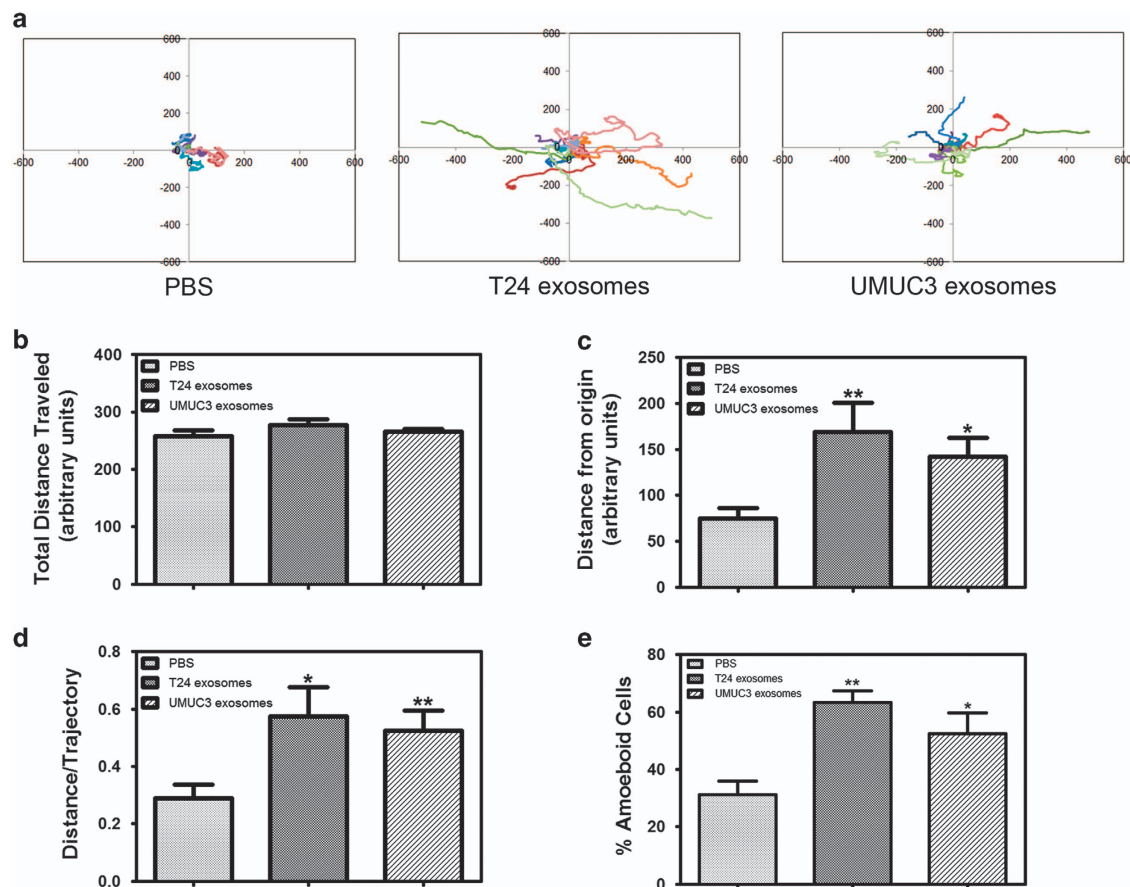 a
600
400
200
0
-600 -400 -200 0 200 400 600
-200
-400
-600
PBS
600
400
200
0
-600 -400 -200 0 200 400 600
-200
-400
-600
T24 exosomes
600
400
200
0
-600 -400 -200 0 200 400 600
-200
-400
-600
UMUC3 exosomes
b
Total Distance Traveled
(arbitrary units)
400
300
200
100
0
PBS
T24 exosomes
UMUC3 exosomes
c
Distance from origin
(arbitrary units)
250
200
150
100
50
0
PBS
T24 exosomes
UMUC3 exosomes
**
*
d
Distance/Trajectory
0.8
0.6
0.4
0.2
0.0
PBS
T24 exosomes
UMUC3 exosomes
*
**
e
% Amoeboid Cells
80
60
40
20
0
PBS
T24 exosomes
UMUC3 exosomes
**
*